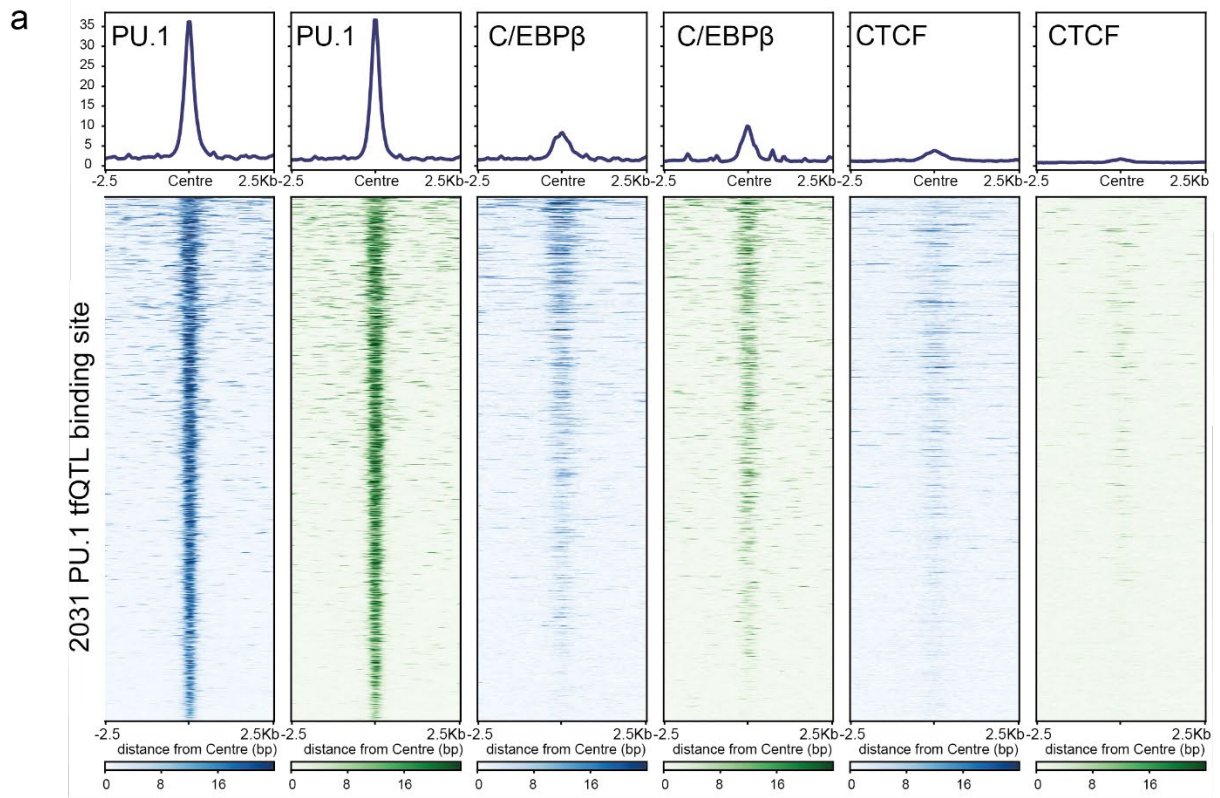 a
PU.1 PU.1 C/EBPβ C/EBPβ CTCF CTCF
35
30
25
20
15
10
5
0
-2.5 Centre 2.5Kb -2.5 Centre 2.5Kb -2.5 Centre 2.5Kb -2.5 Centre 2.5Kb -2.5 Centre 2.5Kb -2.5 Centre 2.5Kb
2031 PU.1 tfQTL binding site
-2.5 2.5Kb -2.5 2.5Kb -2.5 2.5Kb -2.5 2.5Kb -2.5 2.5Kb -2.5 2.5Kb
distance from Centre (bp) distance from Centre (bp) distance from Centre (bp) distance from Centre (bp) distance from Centre (bp) distance from Centre (bp)
0 8 16 0 8 16 0 8 16 0 8 16 0 8 16 0 8 16